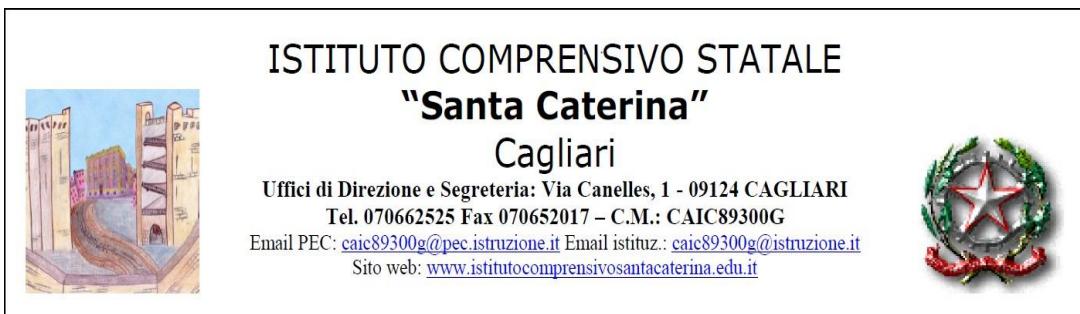 ISTITUTO COMPRENSIVO STATALE
“Santa Caterina”
Cagliari
Uffici di Direzione e Segreteria: Via Canelles, 1 - 09124 CAGLIARI
Tel. 070662525 Fax 070652017 – C.M.: CAIC89300G
Email PEC: caic89300g@pec.istruzione.it Email istituz.: caic89300g@istruzione.it
Sito web: www.istitutocomprensivosantacaterina.edu.it